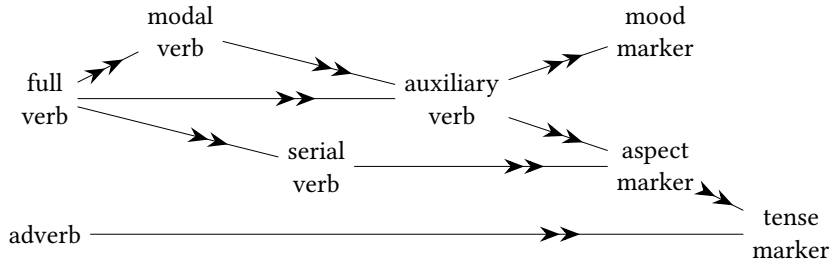 modal
verb
mood
marker
full
verb
auxiliary
verb
serial
verb
aspect
marker
adverb
tense
marker